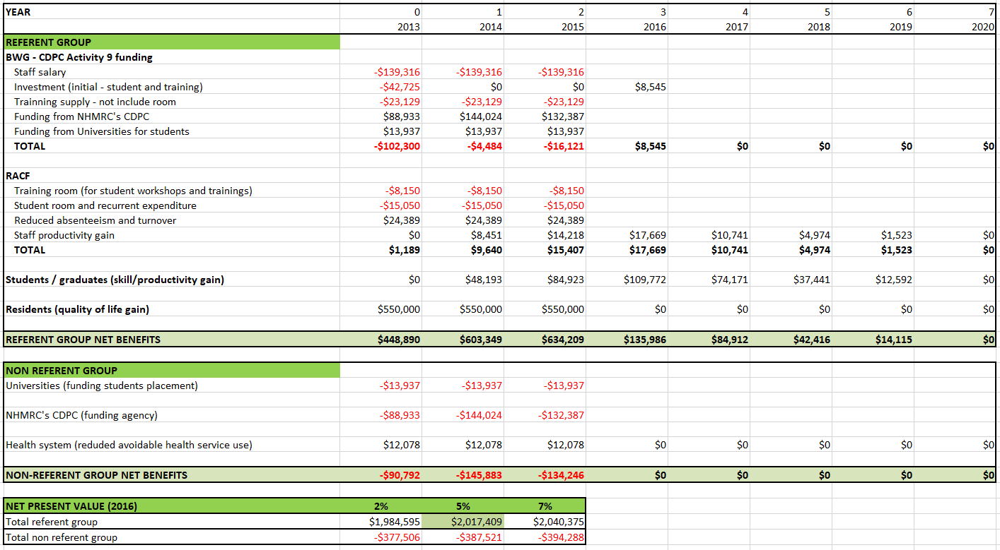 YEAR 0 1 2 3 4 5 6 7
2013 2014 2015 2016 2017 2018 2019 2020
REFERENT GROUP
BWG - CDPC Activity 9 funding
Staff salary -$139,316 -$139,316 -$139,316
Investment (initial - student and training) -$42,725 $0 $0 $8,545
Trainning supply - not include room -$23,129 -$23,129 -$23,129
Funding from NHMRC's CDPC $88,933 $144,024 $132,387
Funding from Universities for students $13,937 $13,937 $13,937
TOTAL -$102,300 -$4,484 -$16,121 $8,545 $0 $0 $0 $0
RACF
Training room (for student workshops and trainings) -$8,150 -$8,150 -$8,150
Student room and recurrent expenditure -$15,050 -$15,050 -$15,050
Reduced absenteeism and turnover $24,389 $24,389 $24,389
Staff productivity gain $0 $8,451 $14,218 $17,669 $10,741 $4,974 $1,523 $0
TOTAL $1,189 $9,640 $15,407 $17,669 $10,741 $4,974 $1,523 $0
Students / graduates (skill/productivity gain) $0 $48,193 $84,923 $109,772 $74,171 $37,441 $12,592 $0
Residents (quality of life gain) $550,000 $550,000 $550,000 $0 $0 $0 $0 $0
REFERENT GROUP NET BENEFITS $448,890 $603,349 $634,209 $135,986 $84,912 $42,416 $14,115 $0
NON REFERENT GROUP
Universities (funding students placement) -$13,937 -$13,937 -$13,937
NHMRC's CDPC (funding agency) -$88,933 -$144,024 -$132,387
Health system (reduded avoidable health service use) $12,078 $12,078 $12,078 $0 $0 $0 $0 $0
NON-REFERENT GROUP NET BENEFITS -$90,792 -$145,883 -$134,246 $0 $0 $0 $0 $0
NET PRESENT VALUE (2016) 2% 5% 7%
Total referent group $1,984,595 $2,017,409 $2,040,375
Total non referent group -$377,506 -$387,521 -$394,288